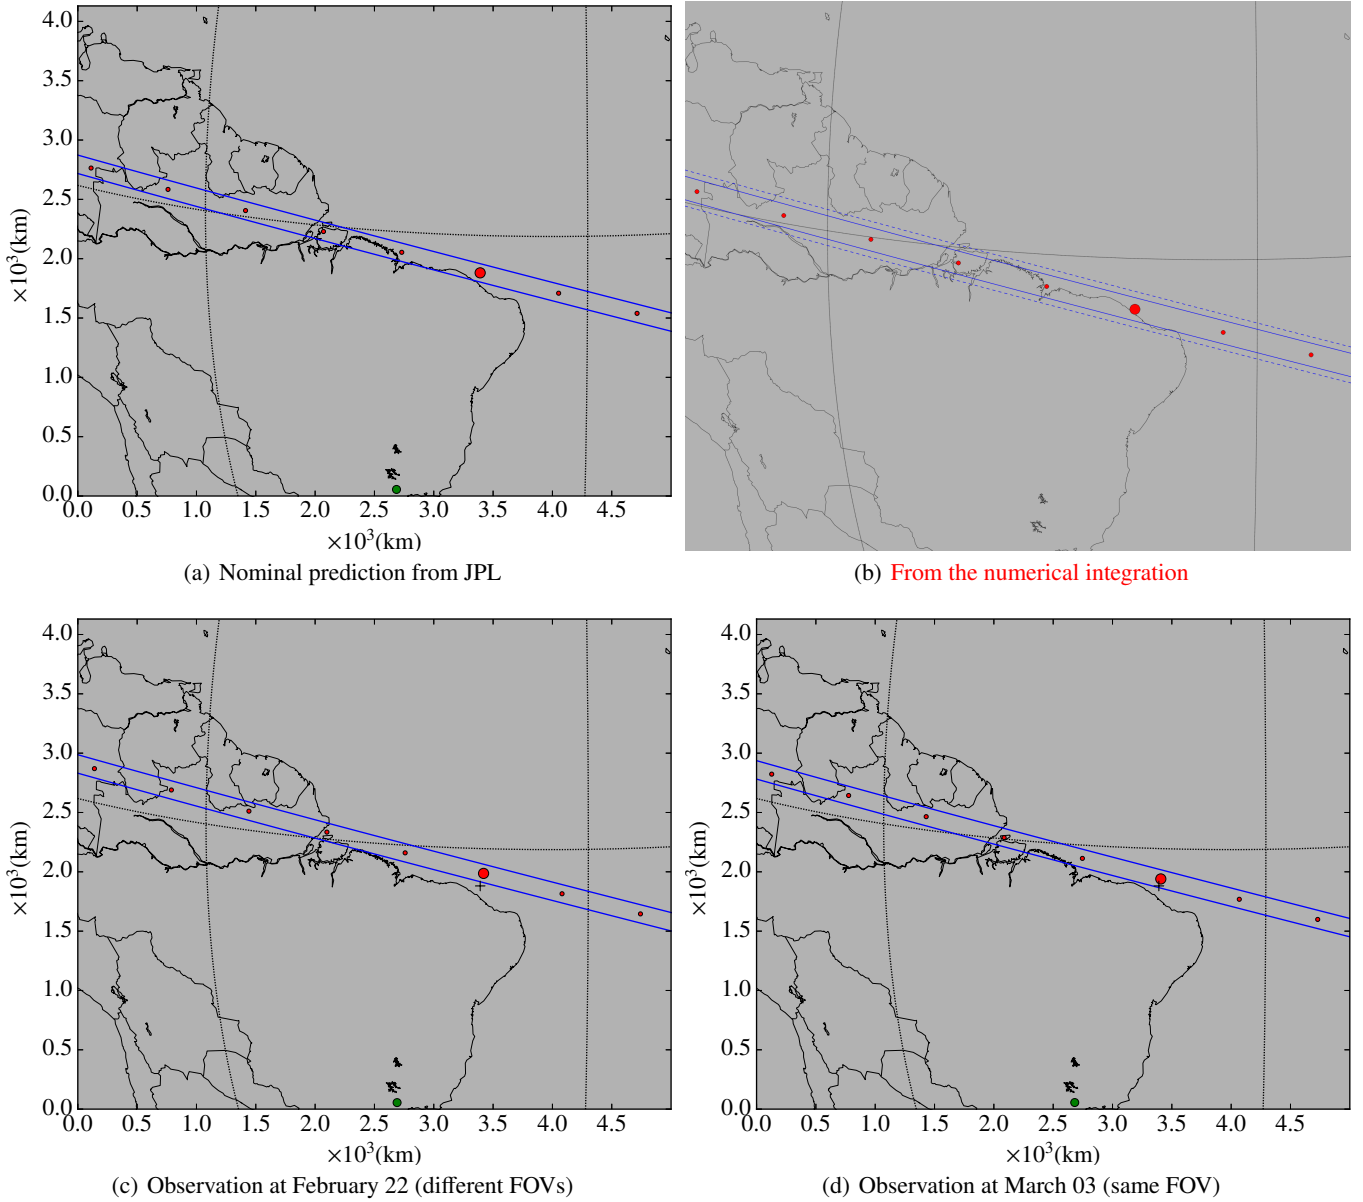 4.0
3.5
3.0
2.5
2.0
1.5
1.0
0.5
0.0
×10³(km)
0.0 0.5 1.0 1.5 2.0 2.5 3.0 3.5 4.0 4.5
×10³(km)
(a) Nominal prediction from JPL
(b) From the numerical integration
4.0
3.5
3.0
2.5
2.0
1.5
1.0
0.5
0.0
×10³(km)
0.0 0.5 1.0 1.5 2.0 2.5 3.0 3.5 4.0 4.5
×10³(km)
(c) Observation at February 22 (different FOVs)
4.0
3.5
3.0
2.5
2.0
1.5
1.0
0.5
0.0
×10³(km)
0.0 0.5 1.0 1.5 2.0 2.5 3.0 3.5 4.0 4.5
×10³(km)
(d) Observation at March 03 (same FOV)